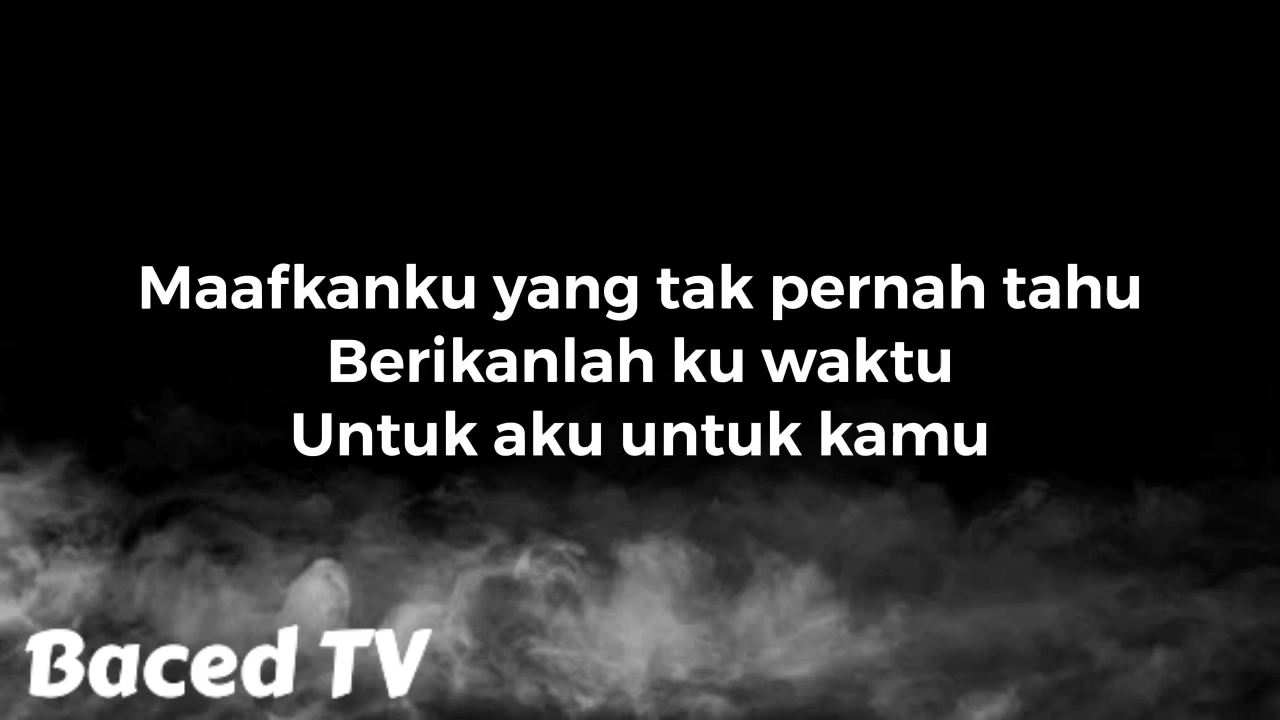 Maafkanku yang tak pernah tahu
Berikanlah ku waktu
Untuk aku untuk kamu
Baced TV